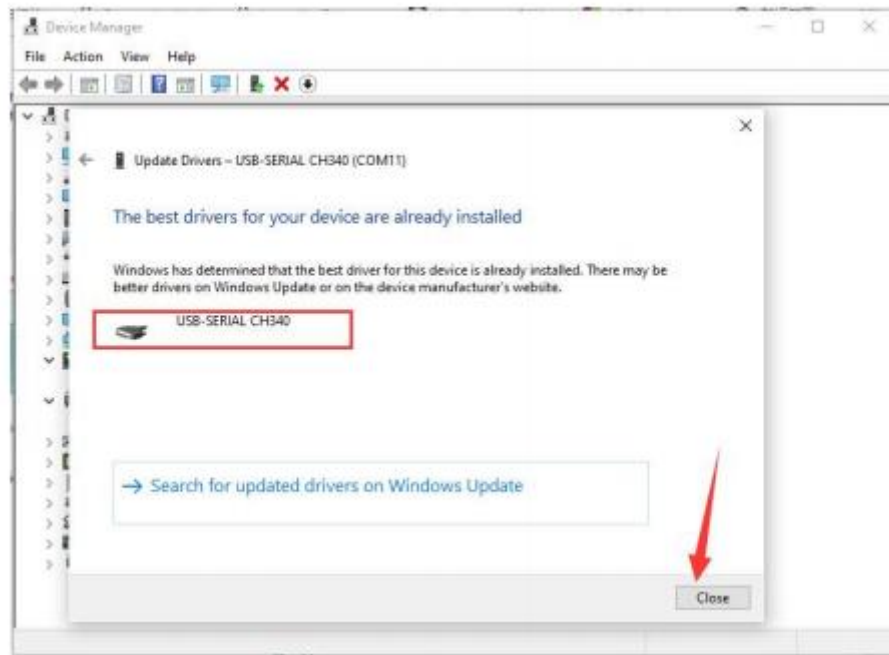 Device Manager
File Action View Help
Update Drivers – USB-SERIAL CH340 (COM11)
The best drivers for your device are already installed
Windows has determined that the best driver for this device is already installed. There may be
better drivers on Windows Update or on the device manufacturer's website.
USB-SERIAL CH340
Search for updated drivers on Windows Update
Close